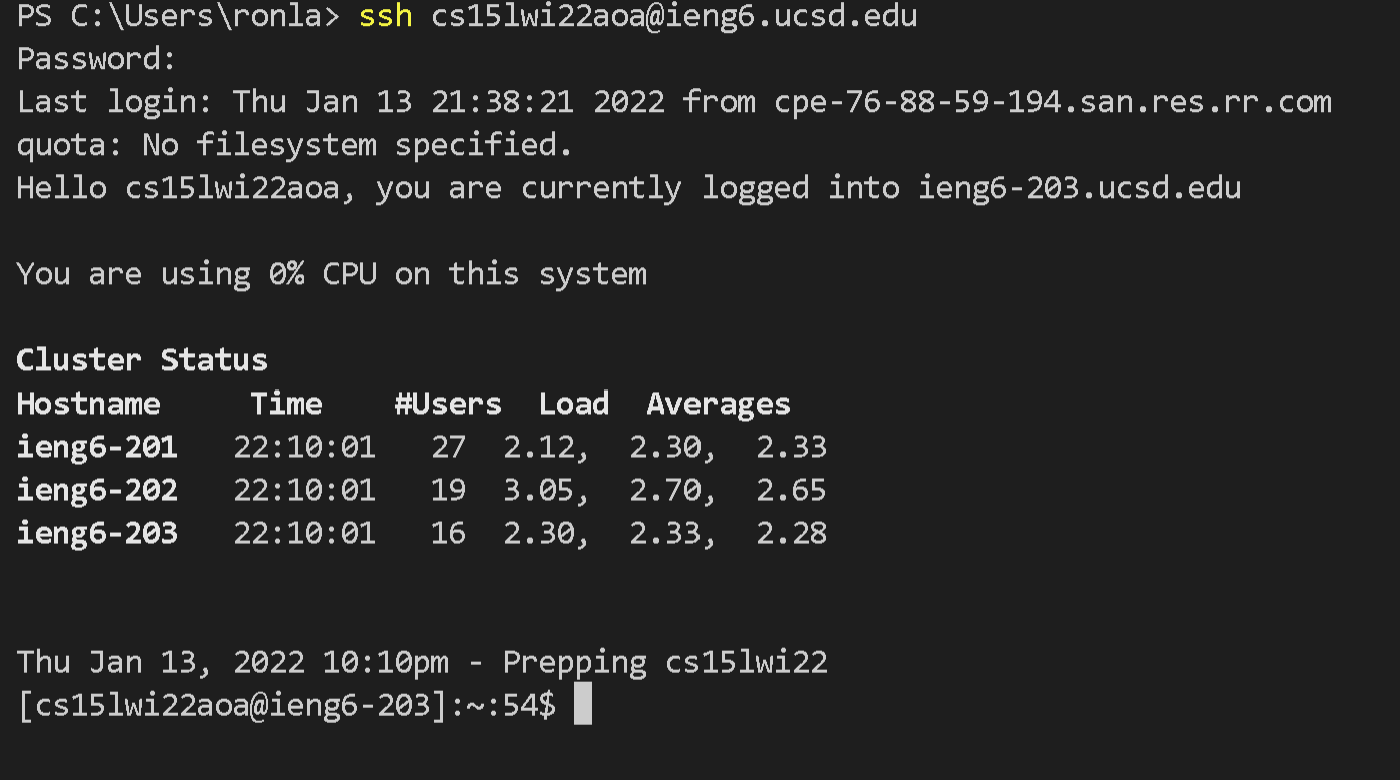 PS C:\Users\ronla> ssh cs15lwi22aoa@ieng6.ucsd.edu
Password:
Last login: Thu Jan 13 21:38:21 2022 from cpe-76-88-59-194.san.res.rr.com
quota: No filesystem specified.
Hello cs15lwi22aoa, you are currently logged into ieng6-203.ucsd.edu
You are using 0% CPU on this system
Cluster Status
Hostname     Time    #Users  Load  Averages
ieng6-201   22:10:01   27  2.12,  2.30,  2.33
ieng6-202   22:10:01   19  3.05,  2.70,  2.65
ieng6-203   22:10:01   16  2.30,  2.33,  2.28
Thu Jan 13, 2022 10:10pm - Prepping cs15lwi22
[cs15lwi22aoa@ieng6-203]:~:54$